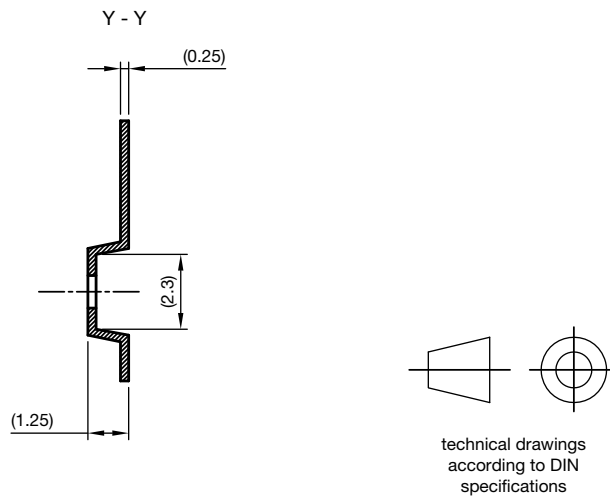 Y - Y
(0.25)
(2.3)
(1.25)
technical drawings
according to DIN
specifications